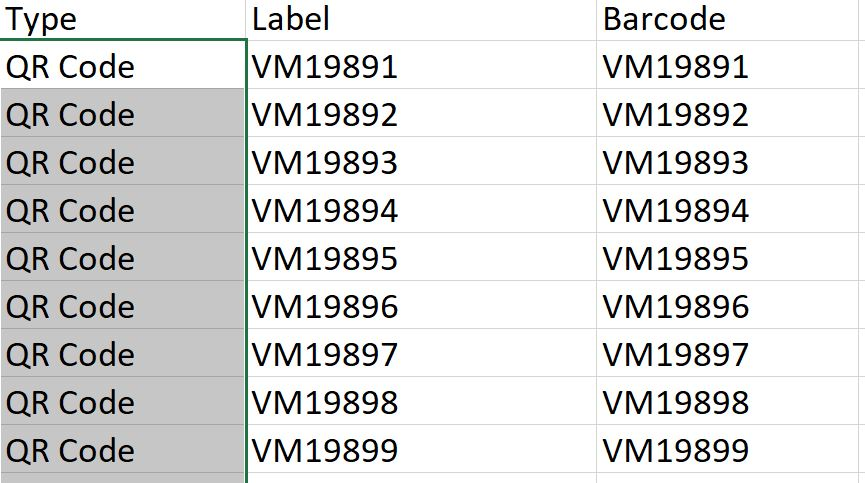 Type Label Barcode
QR Code VM19891 VM19891
QR Code VM19892 VM19892
QR Code VM19893 VM19893
QR Code VM19894 VM19894
QR Code VM19895 VM19895
QR Code VM19896 VM19896
QR Code VM19897 VM19897
QR Code VM19898 VM19898
QR Code VM19899 VM19899